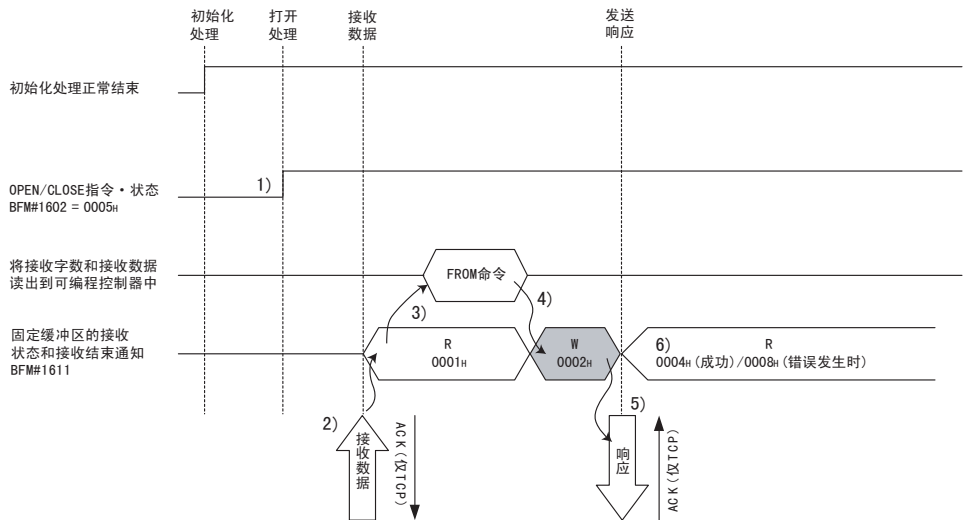 初始化
处理
打开
处理
接收
数据
发送
响应
初始化处理正常结束
OPEN/CLOSE指令·状态
BFM#1602 = 0005H
1)
将接收字数和接收数据
读出到可编程控制器中
FROM命令
3)
4)
固定缓冲区的接收
状态和接收结束通知
BFM#1611
R
0001H
W
0002H
6)
R
0004H(成功)/0008H(错误发生时)
2)
接收数据
ACK(仅TCP)
5)
响应
ACK(仅TCP)